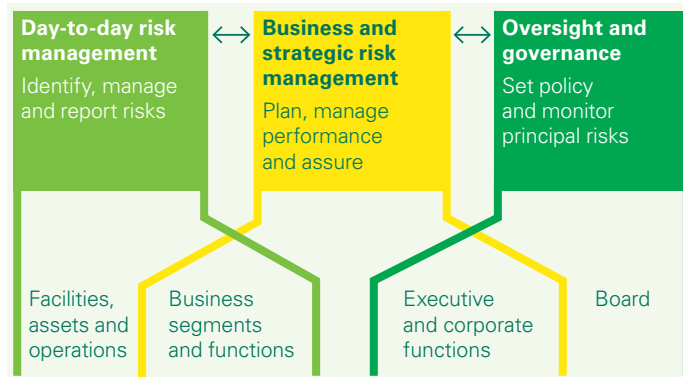 Day-to-day risk
management
Identify, manage
and report risks
Business and
strategic risk
management
Plan, manage
performance
and assure
Oversight and
governance
Set policy
and monitor
principal risks
Facilities,
assets and
operations
Business
segments
and functions
Executive
and corporate
functions
Board